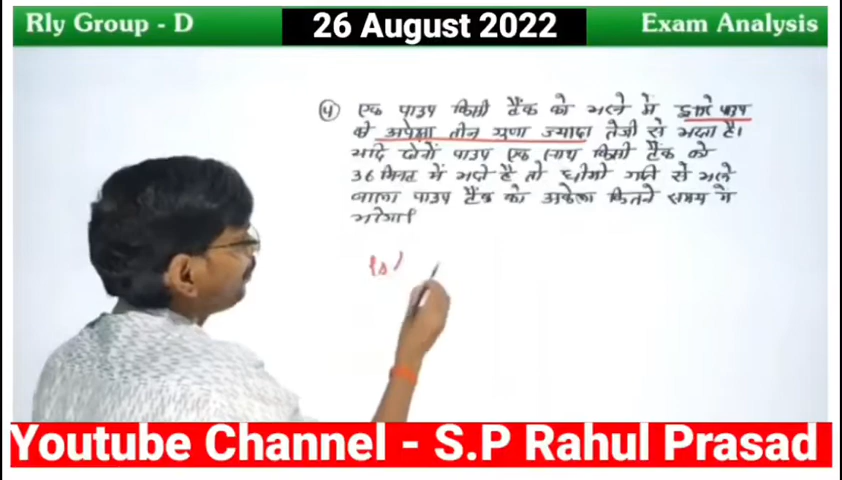 Rly Group - D
26 August 2022
Exam Analysis
(4) एक पाइप किसी टैंक को भरने में दूसरे पाइप
की अपेक्षा तीन गुणा ज्यादा तेजी से भरता है।
यदि दोनों पाइप एक साथ किसी टैंक को
36 मिनट में भरते है तो धीमी गति से भरने
वाला पाइप टैंक को अकेला कितने समय में
भरेगा।
Youtube Channel - S.P Rahul Prasad